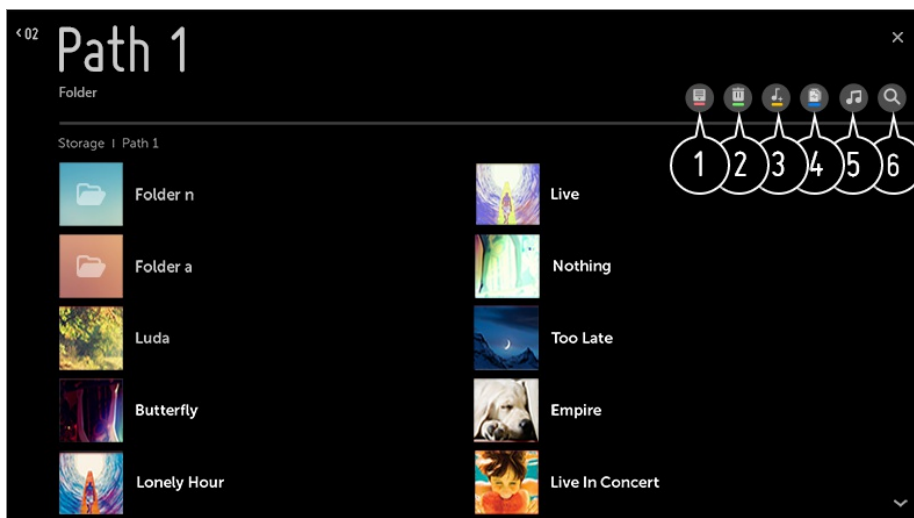 <02
Path 1
Folder
1 2 3 4 5 6
Storage I Path 1
Folder n
Live
Folder a
Nothing
Luda
Too Late
Butterfly
Empire
Lonely Hour
Live In Concert